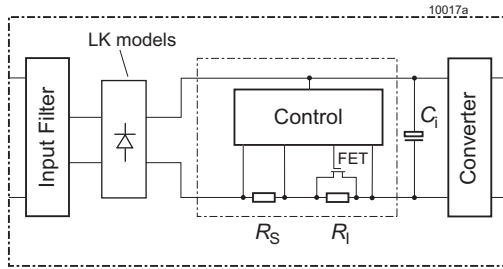 10017a
LK models
Input Filter
Control
Ci
Converter
FET
RS
RI